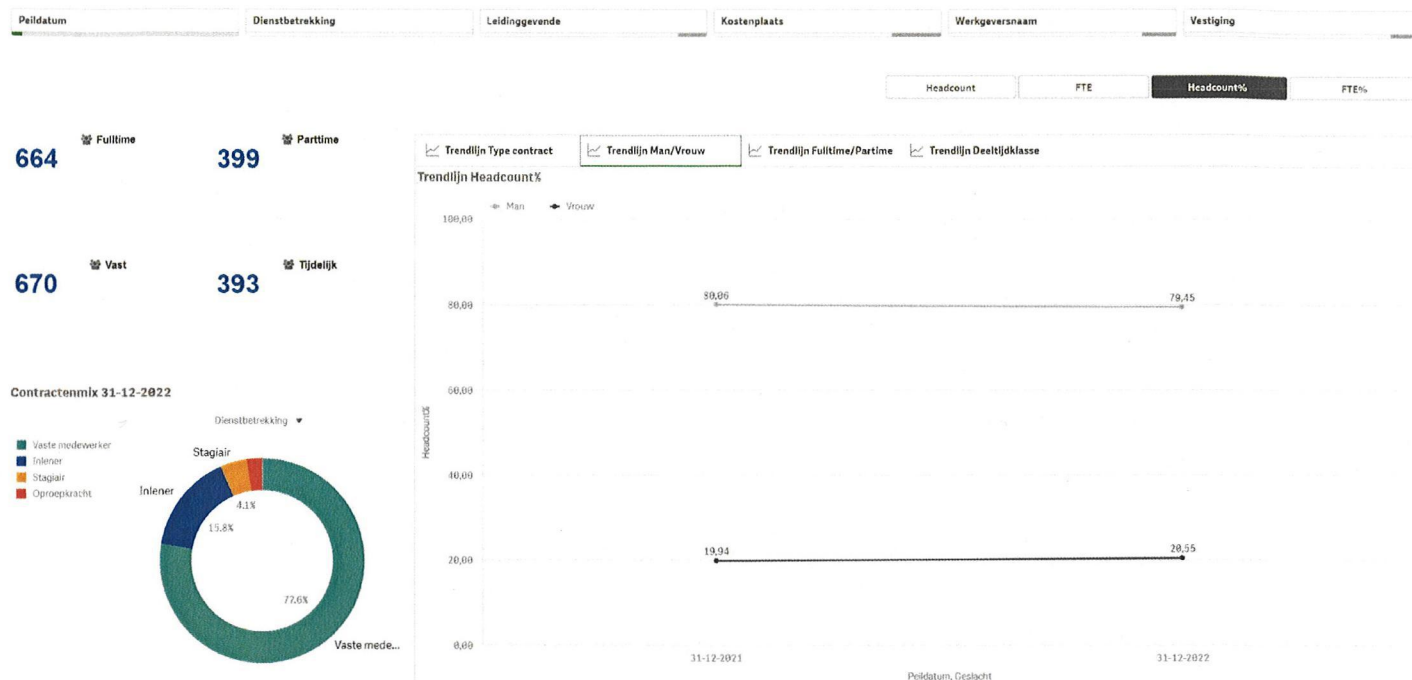 Peildatum Dienstbetrekking Leidinggevende Kostenplaats Werkgeversnaam Vestiging
Headcount FTE Headcount% FTE%
Fulltime Parttime
664 399
Vast Tijdelijk
670 393
Contractenmix 31-12-2022
Dienstbetrekking
Vaste medewerker
Inlener
Stagiair
Oproepkracht
Stagiair
Inlener
4.1%
15.8%
77.6%
Vaste mede...
Trendlijn Type contract Trendlijn Man/Vrouw Trendlijn Fulltime/Partime Trendlijn Deeltijdklasse
Trendlijn Headcount%
Man Vrouw
100,00
80,00
60,00
40,00
20,00
0,00
Headcount%
80,06 79,45
19,94 20,55
31-12-2021 31-12-2022
Peildatum, Geslacht